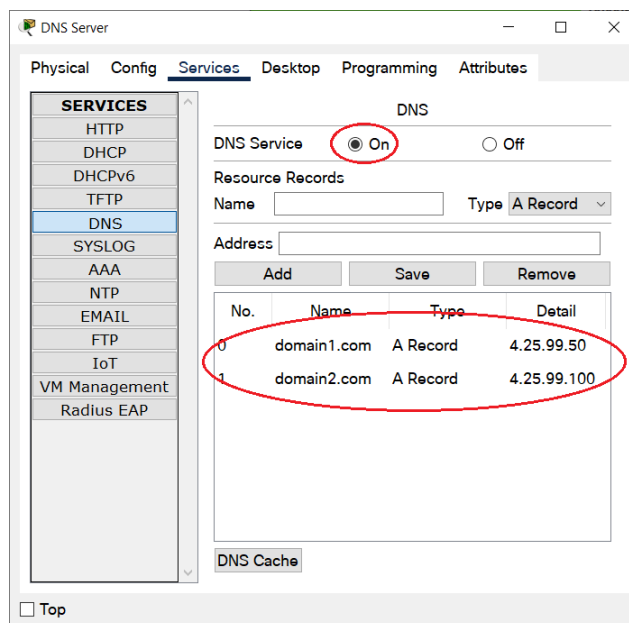 DNS Server
Physical Config Services Desktop Programming Attributes
SERVICES
HTTP
DHCP
DHCPv6
TFTP
DNS
SYSLOG
AAA
NTP
EMAIL
FTP
IoT
VM Management
Radius EAP
DNS
DNS Service On Off
Resource Records
Name Type A Record
Address
Add Save Remove
No. Name Type Detail
0 domain1.com A Record 4.25.99.50
1 domain2.com A Record 4.25.99.100
DNS Cache
Top